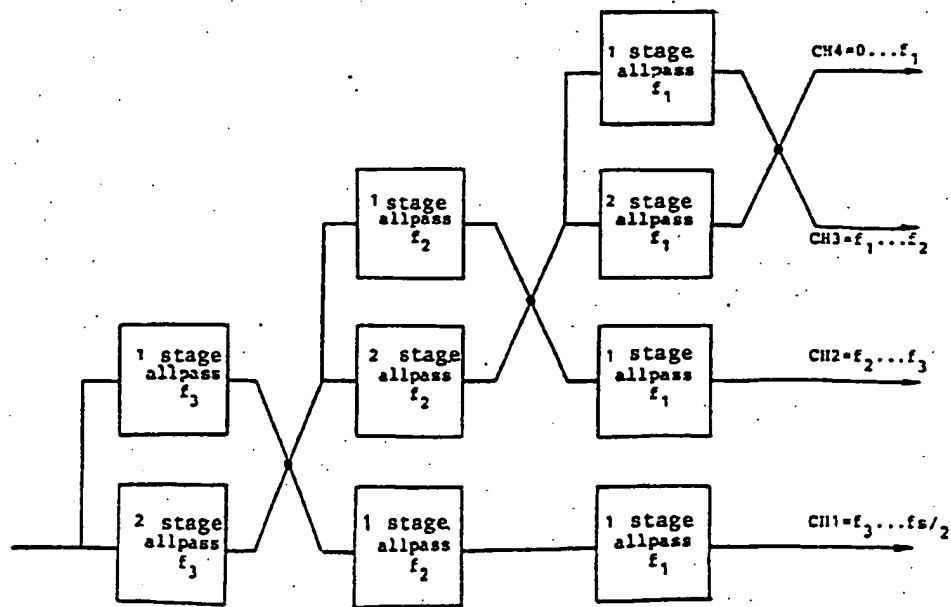 1 stage
allpass
f1
CH4=0...f1
2 stage
allpass
f1
CH3=f1...f2
1 stage
allpass
f2
2 stage
allpass
f2
1 stage
allpass
f1
CH2=f2...f3
1 stage
allpass
f3
2 stage
allpass
f3
1 stage
allpass
f2
1 stage
allpass
f1
CH1=f3...fs/2